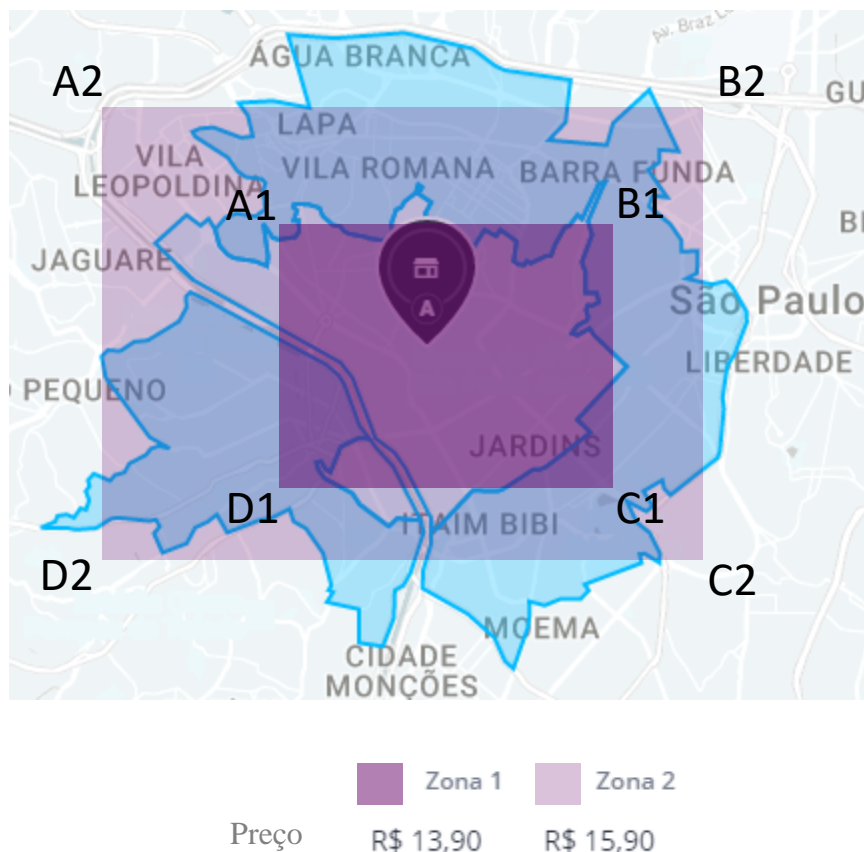 Av. Braz L
ÁGUA BRANCA
A2
B2
GU
LAPA
VILA
LEOPOLDINA
VILA ROMANA
BARRA FUNDA
A1
B1
BI
JAGUARÉ
A
São Paulo
LIBERDADE
PEQUENO
JARDINS
D1
C1
ITAIM BIBI
D2
C2
MOEMA
CIDADE
MONÇÕES
Zona 1
Zona 2
Preço
R$ 13,90
R$ 15,90